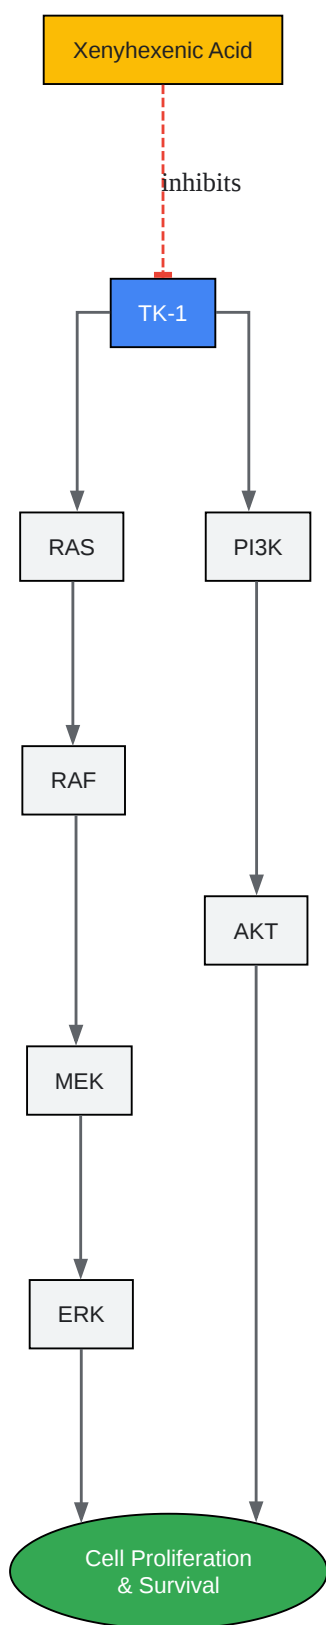 Xenyhexenic Acid
inhibits
TK-1
RAS
PI3K
RAF
AKT
MEK
ERK
Cell Proliferation
& Survival